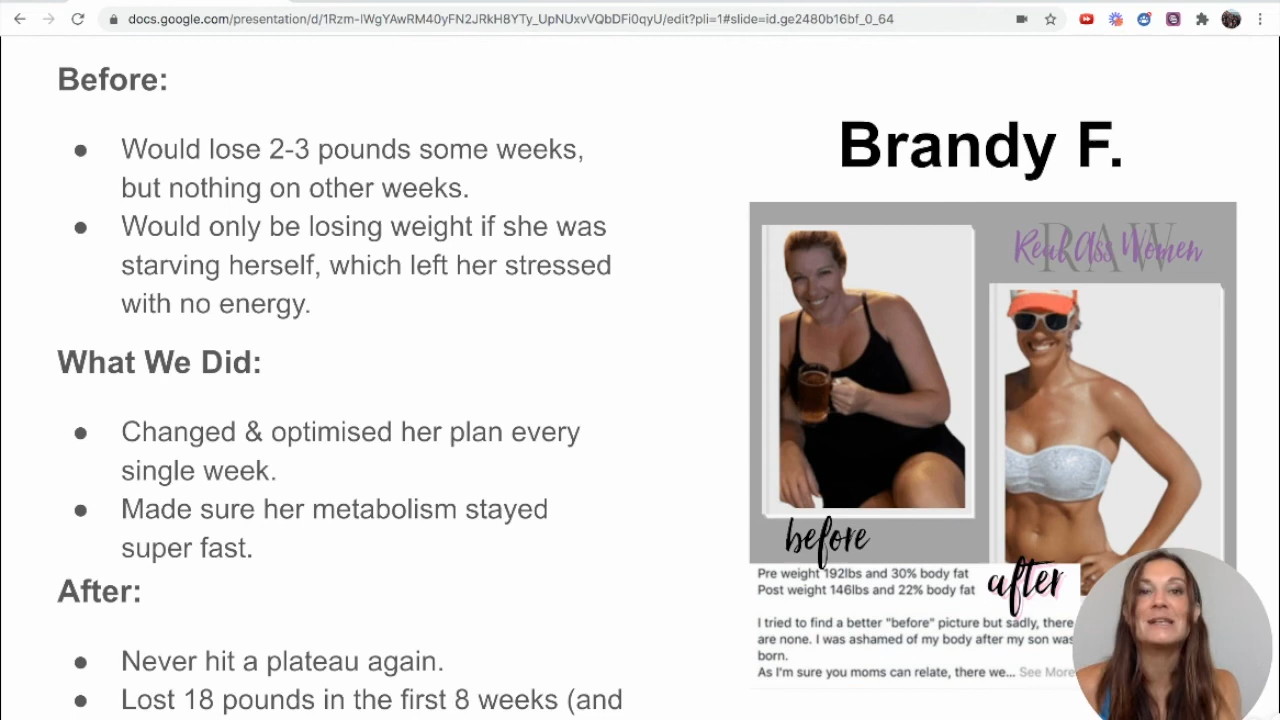 docs.google.com/presentation/d/1Rzm-IWgYAwRM40yFN2JRkH8YTy_UpNUxvVQbDFi0qyU/edit?pli=1#slide=id.ge2480b16bf_0_64
Before:
● Would lose 2-3 pounds some weeks,
but nothing on other weeks.
● Would only be losing weight if she was
starving herself, which left her stressed
with no energy.
What We Did:
● Changed & optimised her plan every
single week.
● Made sure her metabolism stayed
super fast.
After:
● Never hit a plateau again.
● Lost 18 pounds in the first 8 weeks (and
Brandy F.
RAW
Real Ass Women
before
after
Pre weight 192lbs and 30% body fat
Post weight 146lbs and 22% body fat
I tried to find a better "before" picture but sadly, there
are none. I was ashamed of my body after my son was
born.
As I'm sure you moms can relate, there we... See More